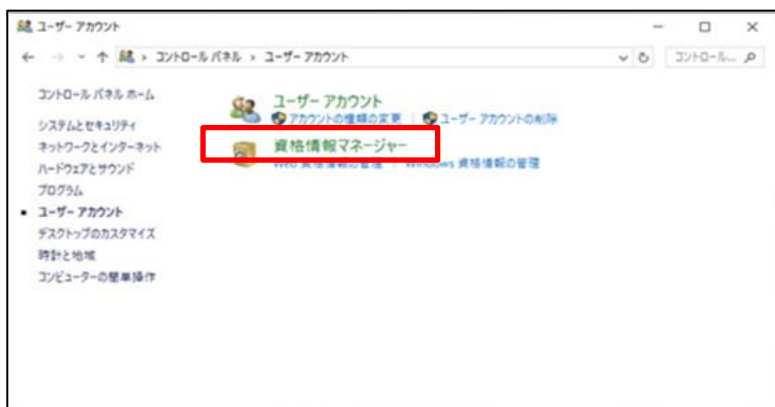 ユーザー アカウント
コントロール パネル › ユーザー アカウント
コントロール...
コントロール パネル ホーム
システムとセキュリティ
ネットワークとインターネット
ハードウェアとサウンド
プログラム
ユーザー アカウント
デスクトップのカスタマイズ
時計と地域
コンピューターの簡単操作
ユーザー アカウント
アカウントの種類の変更 | ユーザー アカウントの削除
資格情報マネージャー
Web 資格情報の管理 | Windows 資格情報の管理